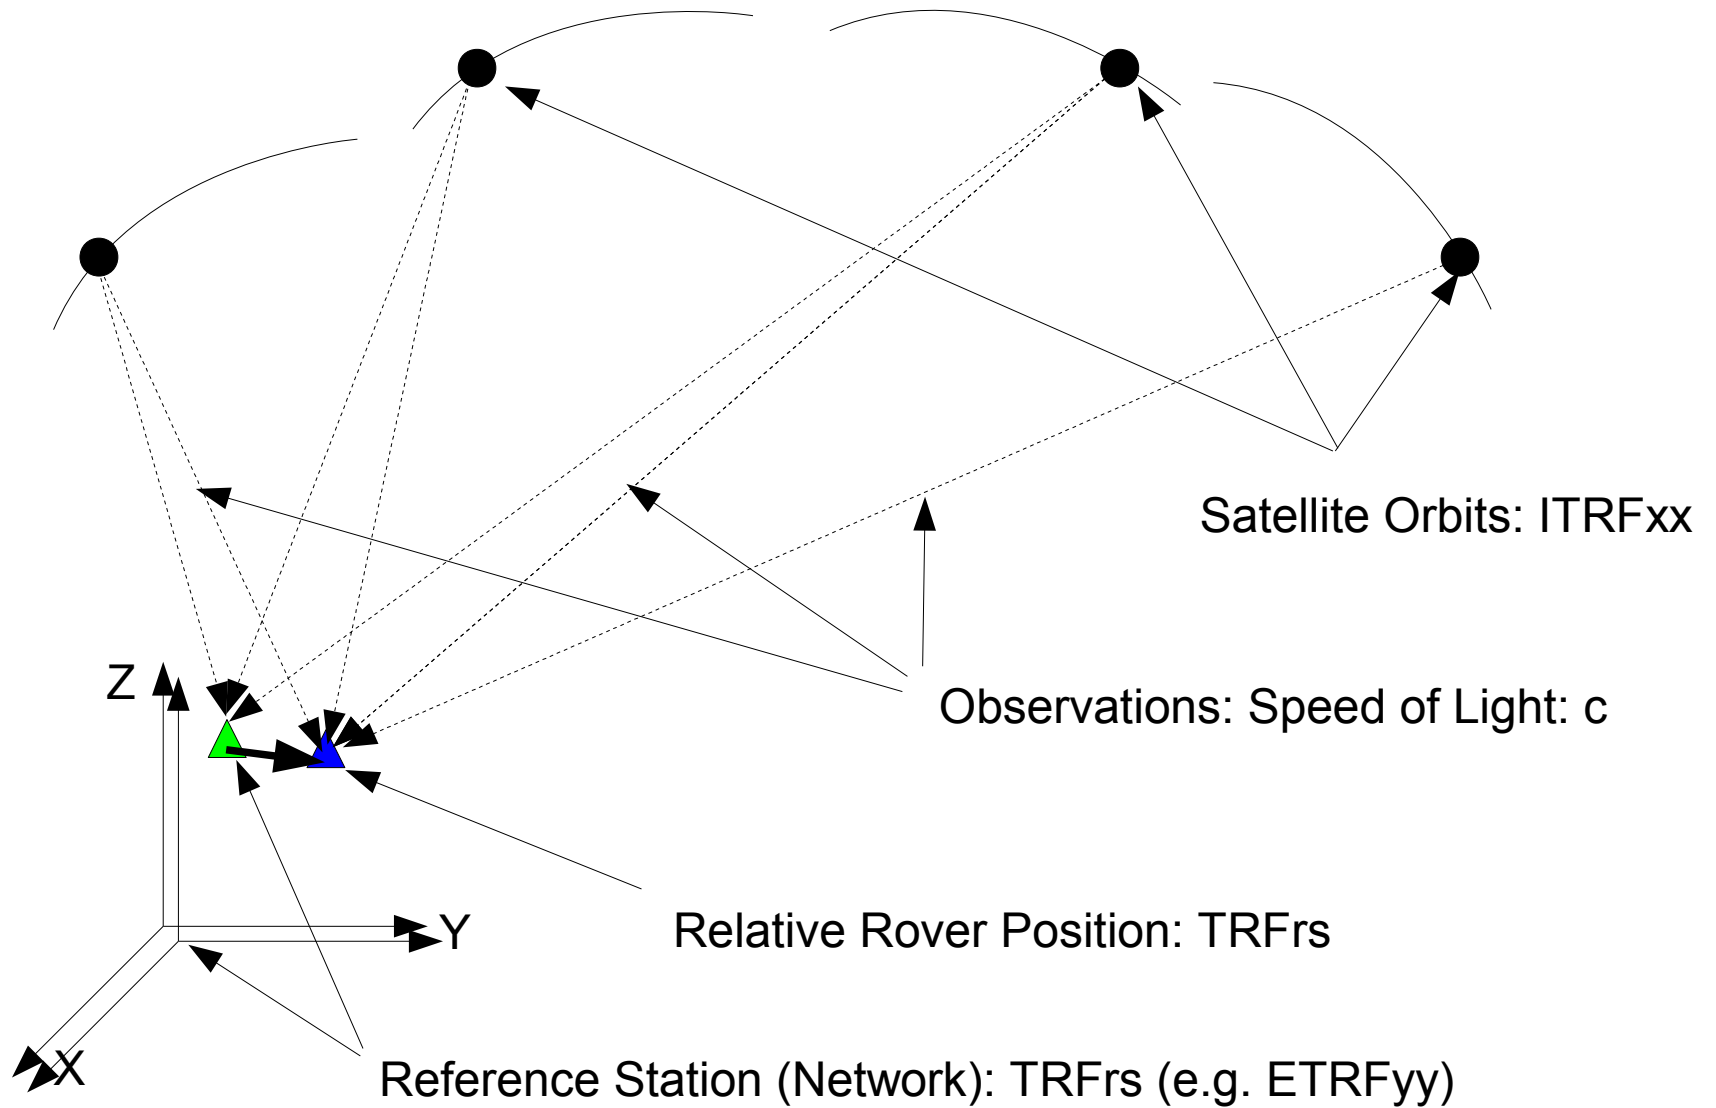 Satellite Orbits: ITRFxx
Z
Observations: Speed of Light: c
Y
Relative Rover Position: TRFrs
X
Reference Station (Network): TRFrs (e.g. ETRFyy)